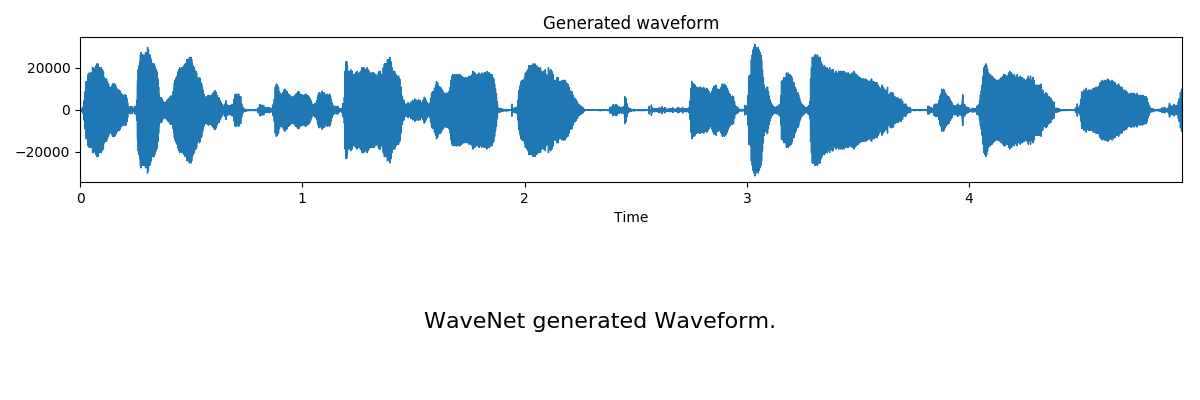 Generated waveform
20000
0
−20000
0 1 2 3 4
Time
WaveNet generated Waveform.